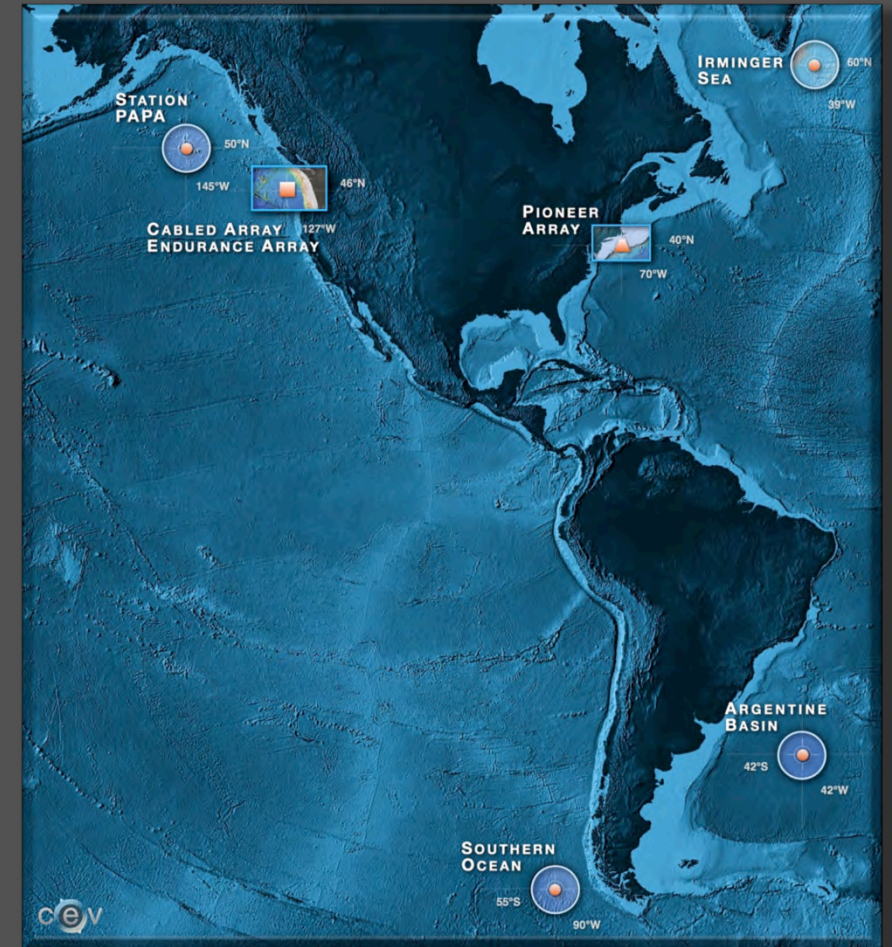 IRMINGER
SEA
60°N
39°W
STATION
PAPA
50°N
145°W
46°N
127°W
CABLED ARRAY
ENDURANCE ARRAY
PIONEER
ARRAY
40°N
70°W
ARGENTINE
BASIN
42°S
42°W
SOUTHERN
OCEAN
55°S
90°W
cev